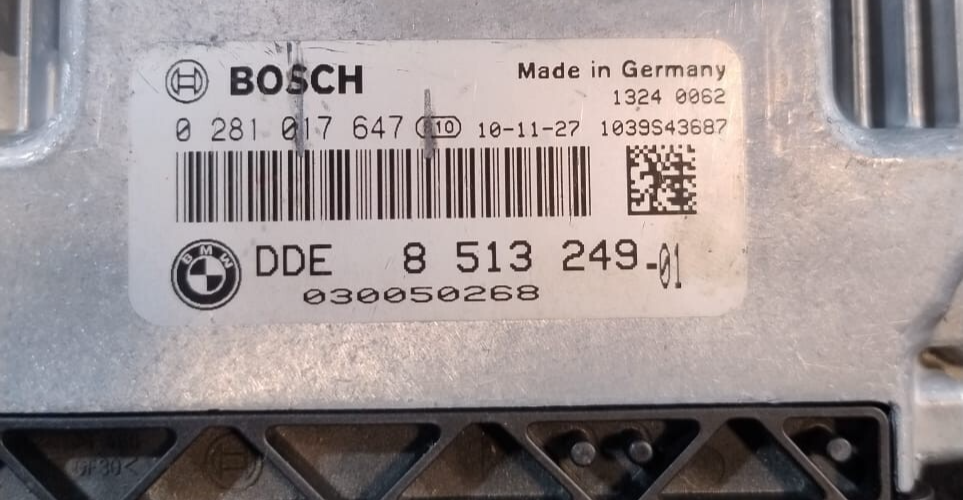 BOSCH
Made in Germany
1324 0062
0 281 017 647 10-11-27 1039S43687
BMW
DDE 8 513 249-01
030050268